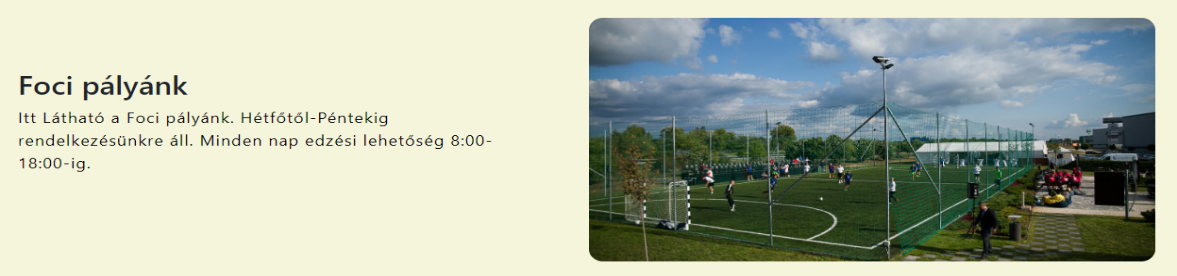 Foci pályánk
Itt Látható a Foci pályánk. Hétfőtől-Péntekig
rendelkezésünkre áll. Minden nap edzési lehetőség 8:00-
18:00-ig.